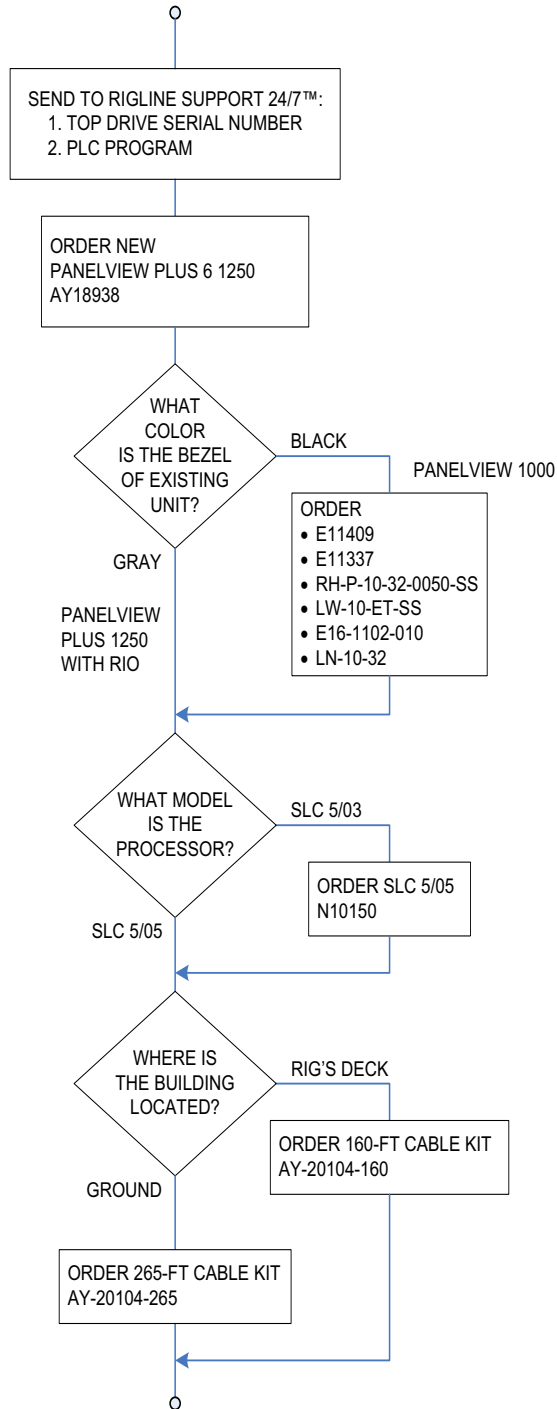 SEND TO RIGLINE SUPPORT 24/7™:
1. TOP DRIVE SERIAL NUMBER
2. PLC PROGRAM
ORDER NEW
PANELVIEW PLUS 6 1250
AY18938
WHAT
COLOR
IS THE BEZEL
OF EXISTING
UNIT?
BLACK
PANELVIEW 1000
ORDER
• E11409
• E11337
• RH-P-10-32-0050-SS
• LW-10-ET-SS
• E16-1102-010
• LN-10-32
GRAY
PANELVIEW
PLUS 1250
WITH RIO
WHAT MODEL
IS THE
PROCESSOR?
SLC 5/03
ORDER SLC 5/05
N10150
SLC 5/05
WHERE IS
THE BUILDING
LOCATED?
RIG'S DECK
ORDER 160-FT CABLE KIT
AY-20104-160
GROUND
ORDER 265-FT CABLE KIT
AY-20104-265